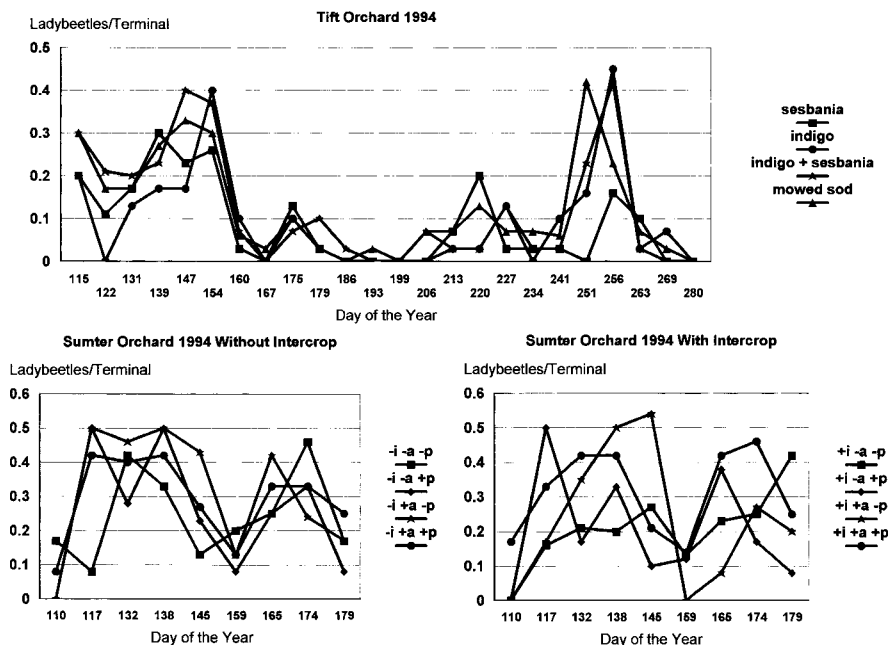 Tift Orchard 1994
Ladybeetles/Terminal
0.5
0.4
0.3
0.2
0.1
0
115 131 147 160 175 186 199 213 227 241 256 269
122 139 154 167 179 193 206 220 234 251 263 280
Day of the Year
sesbania
indigo
indigo + sesbania
mowed sod
Sumter Orchard 1994 Without Intercrop
Ladybeetles/Terminal
0.6
0.5
0.4
0.3
0.2
0.1
0
110 117 132 138 145 159 165 174 179
Day of the Year
-i -a -p
-i -a +p
-i +a -p
-i +a +p
Sumter Orchard 1994 With Intercrop
Ladybeetles/Terminal
0.6
0.5
0.4
0.3
0.2
0.1
0
110 117 132 138 145 159 165 174 179
Day of the Year
+i -a -p
+i -a +p
+i +a -p
+i +a +p